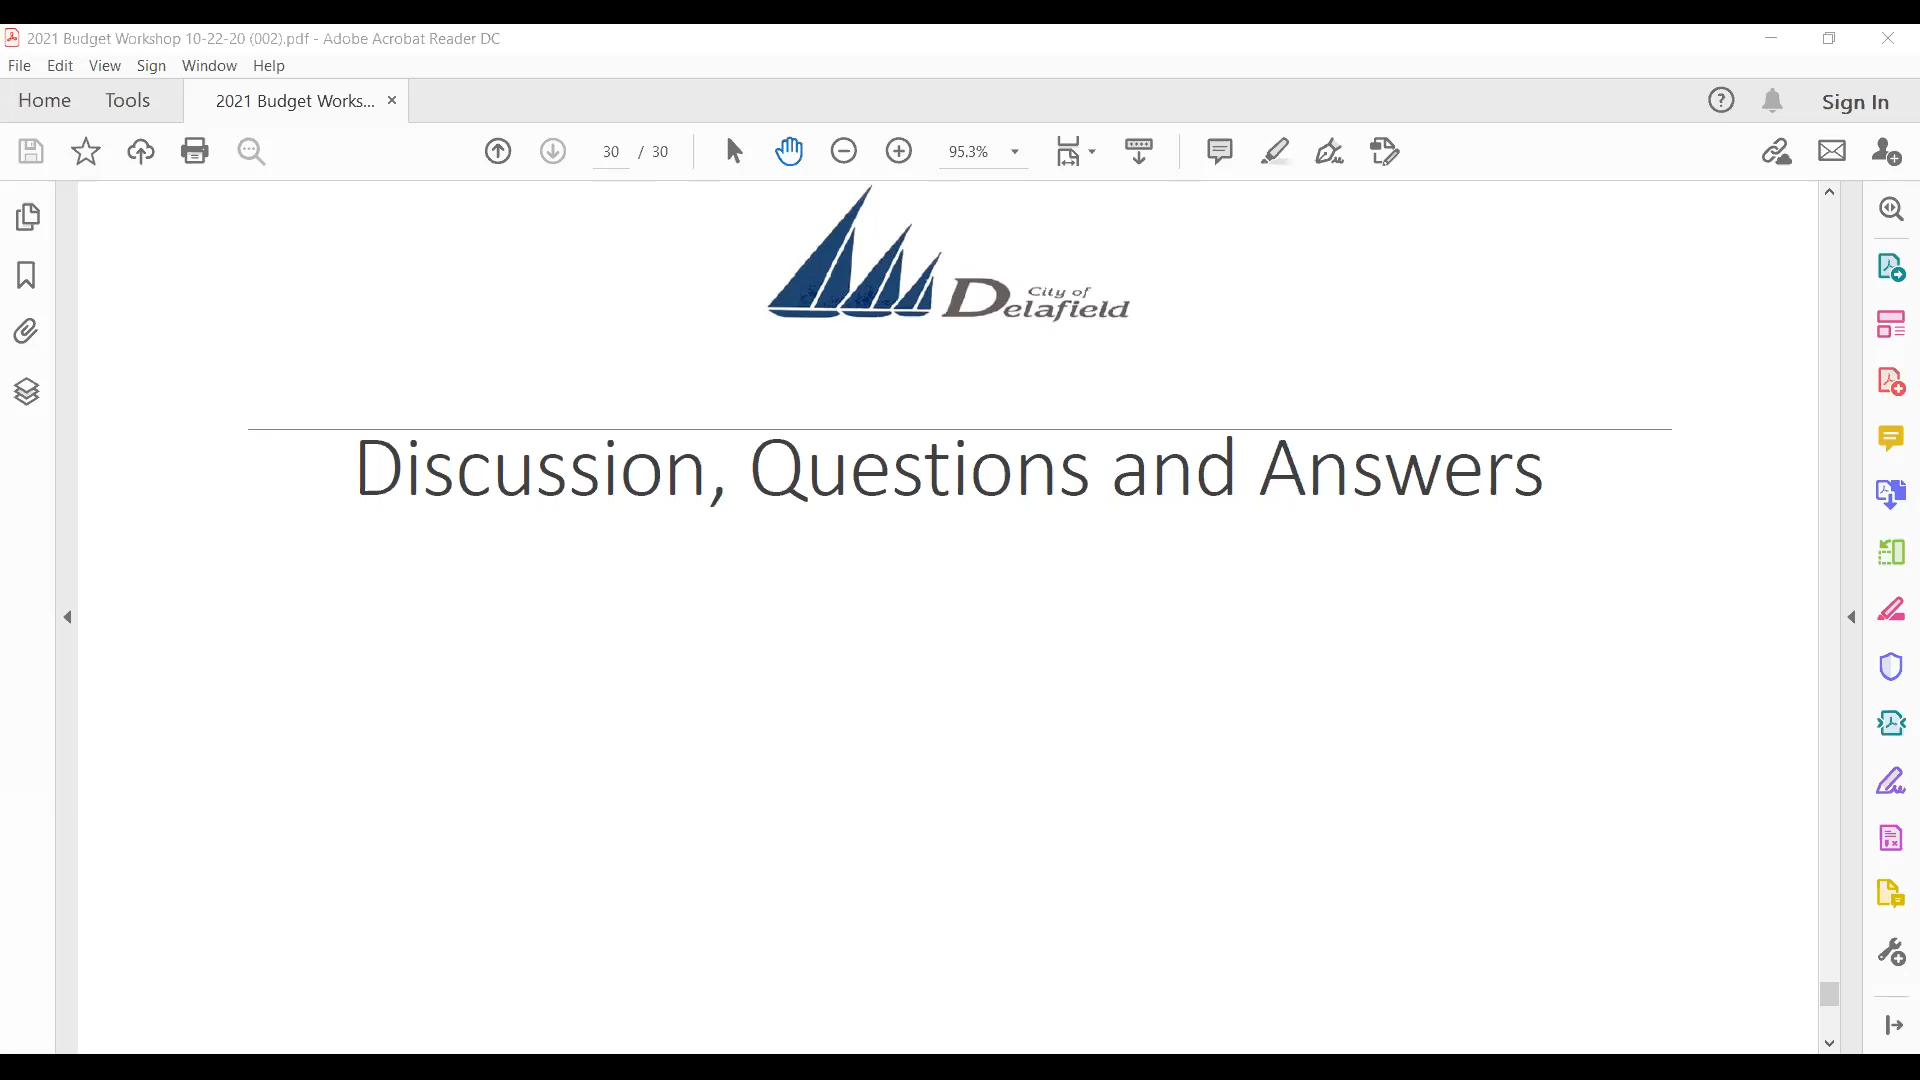 2021 Budget Workshop 10-22-20 (002).pdf - Adobe Acrobat Reader DC
File Edit View Sign Window Help
Home Tools 2021 Budget Works... Sign In
30 / 30 95.3%
City of
Delafield
Discussion, Questions and Answers